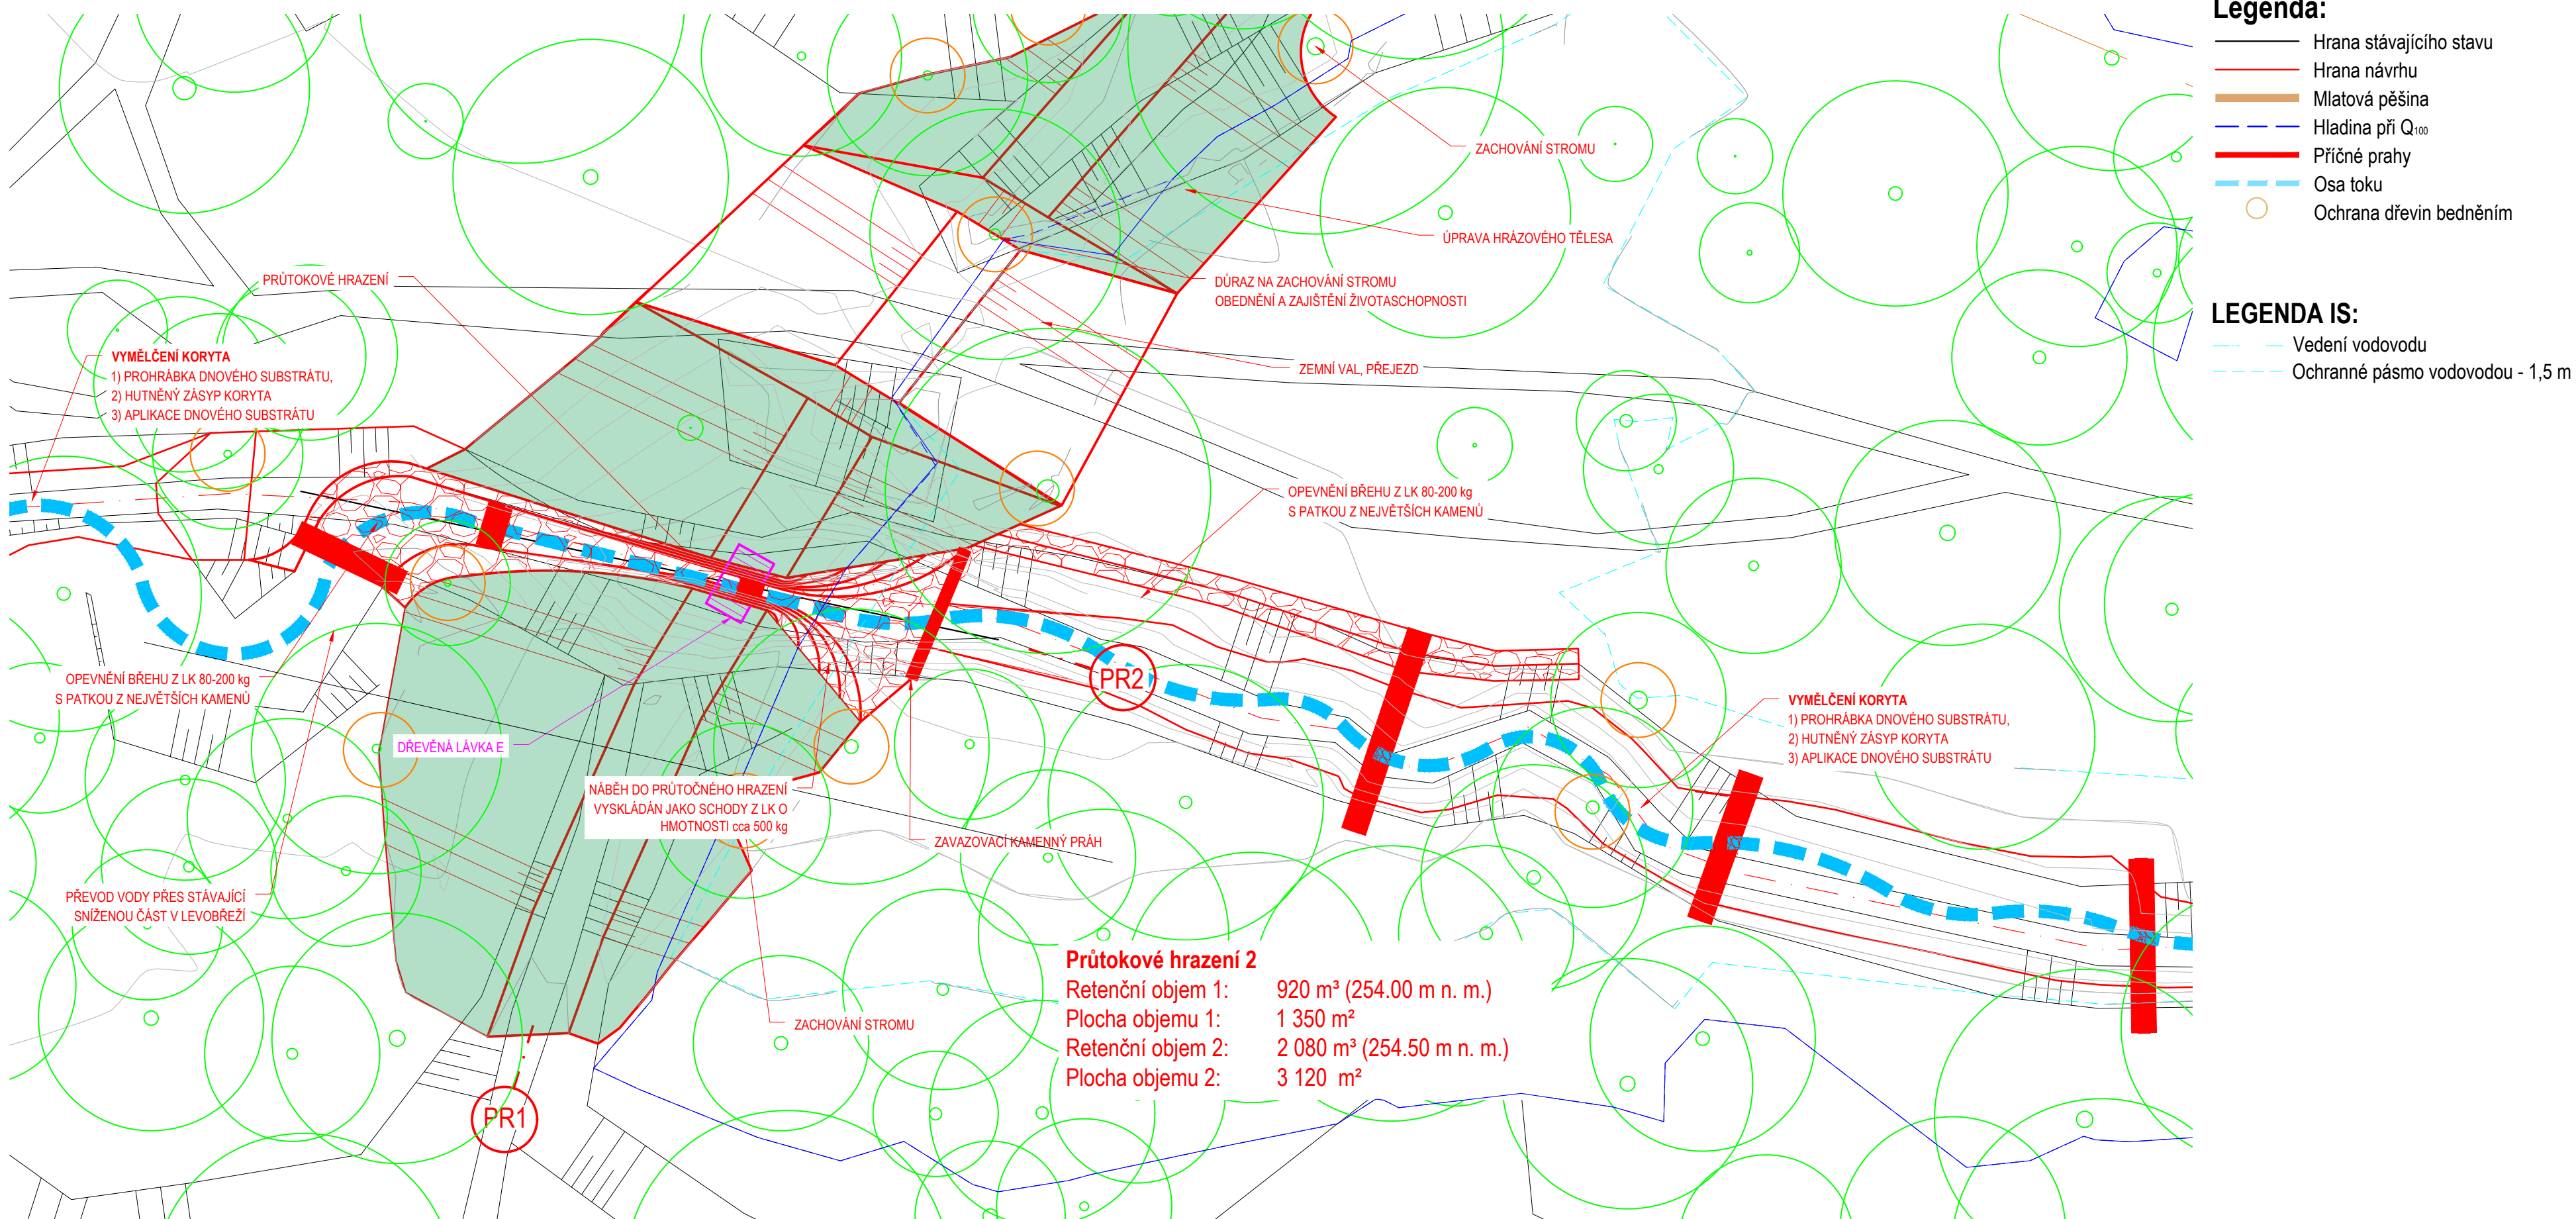 Legenda:
Hrana stávajícího stavu
Hrana návrhu
Mlatová pěšina
Hladina při Q100
Příčné prahy
Osa toku
Ochrana dřevin bedněním
LEGENDA IS:
Vedení vodovodu
Ochranné pásmo vodovodou - 1,5 m
ZACHOVÁNÍ STROMU
ÚPRAVA HRÁZOVÉHO TĚLESA
DŮRAZ NA ZACHOVÁNÍ STROMU
OBEDNĚNÍ A ZAJIŠTĚNÍ ŽIVOTASCHOPNOSTI
ZEMNÍ VAL, PŘEJEZD
PRŮTOKOVÉ HRAZENÍ
VYMĚLČENÍ KORYTA
1) PROHRÁBKA DNOVÉHO SUBSTRÁTU,
2) HUTNĚNÝ ZÁSYP KORYTA
3) APLIKACE DNOVÉHO SUBSTRÁTU
OPEVNĚNÍ BŘEHU Z LK 80-200 kg
S PATKOU Z NEJVĚTŠÍCH KAMENŮ
PR2
OPEVNĚNÍ BŘEHU Z LK 80-200 kg
S PATKOU Z NEJVĚTŠÍCH KAMENŮ
VYMĚLČENÍ KORYTA
1) PROHRÁBKA DNOVÉHO SUBSTRÁTU,
2) HUTNĚNÝ ZÁSYP KORYTA
3) APLIKACE DNOVÉHO SUBSTRÁTU
DŘEVĚNÁ LÁVKA E
NÁBĚH DO PRŮTOČNÉHO HRAZENÍ
VYSKLÁDÁN JAKO SCHODY Z LK O
HMOTNOSTI cca 500 kg
ZAVAZOVACÍ KAMENNÝ PRÁH
PŘEVOD VODY PŘES STÁVAJÍCÍ
SNÍŽENOU ČÁST V LEVOBŘEŽÍ
ZACHOVÁNÍ STROMU
Průtokové hrazení 2
Retenční objem 1: 920 m³ (254.00 m n. m.)
Plocha objemu 1: 1 350 m²
Retenční objem 2: 2 080 m³ (254.50 m n. m.)
Plocha objemu 2: 3 120 m²
PR1